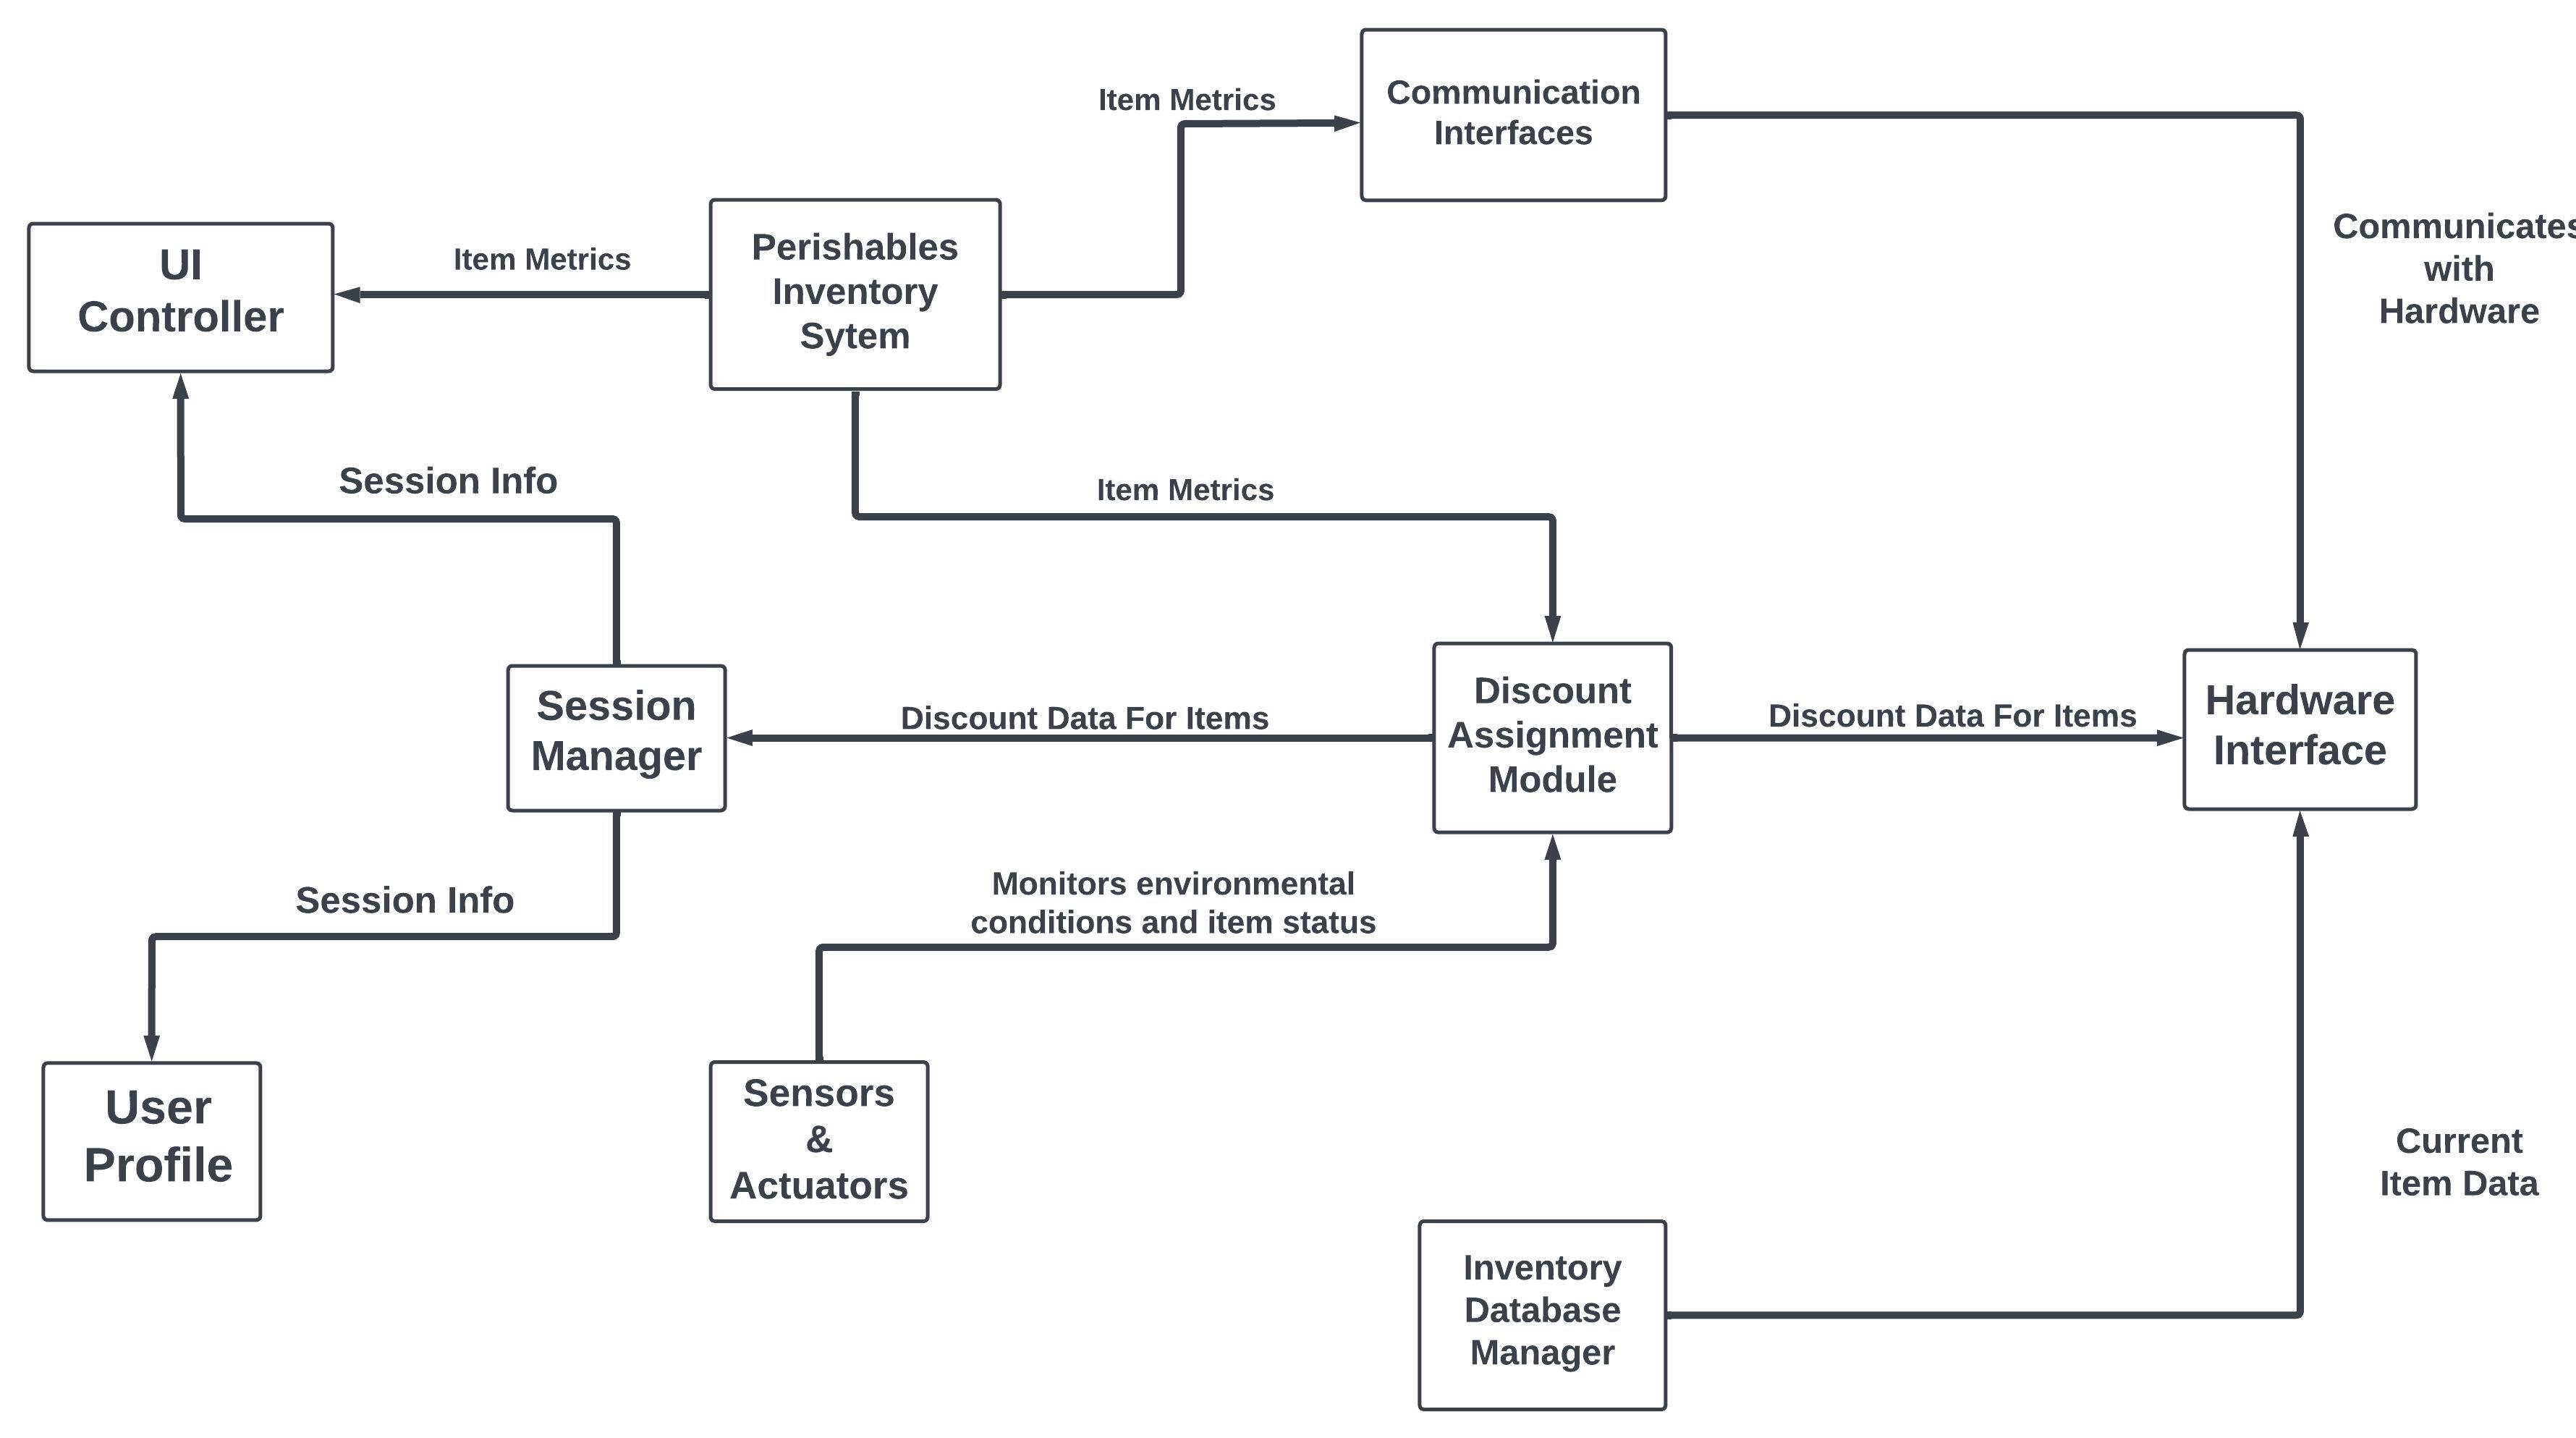 Communication
Interfaces
Item Metrics
Communicates
with
Hardware
Perishables
Inventory
Sytem
UI
Controller
Item Metrics
Session Info
Item Metrics
Session
Manager
Discount Data For Items
Discount
Assignment
Module
Discount Data For Items
Hardware
Interface
Session Info
Monitors environmental
conditions and item status
User
Profile
Sensors
&
Actuators
Current
Item Data
Inventory
Database
Manager